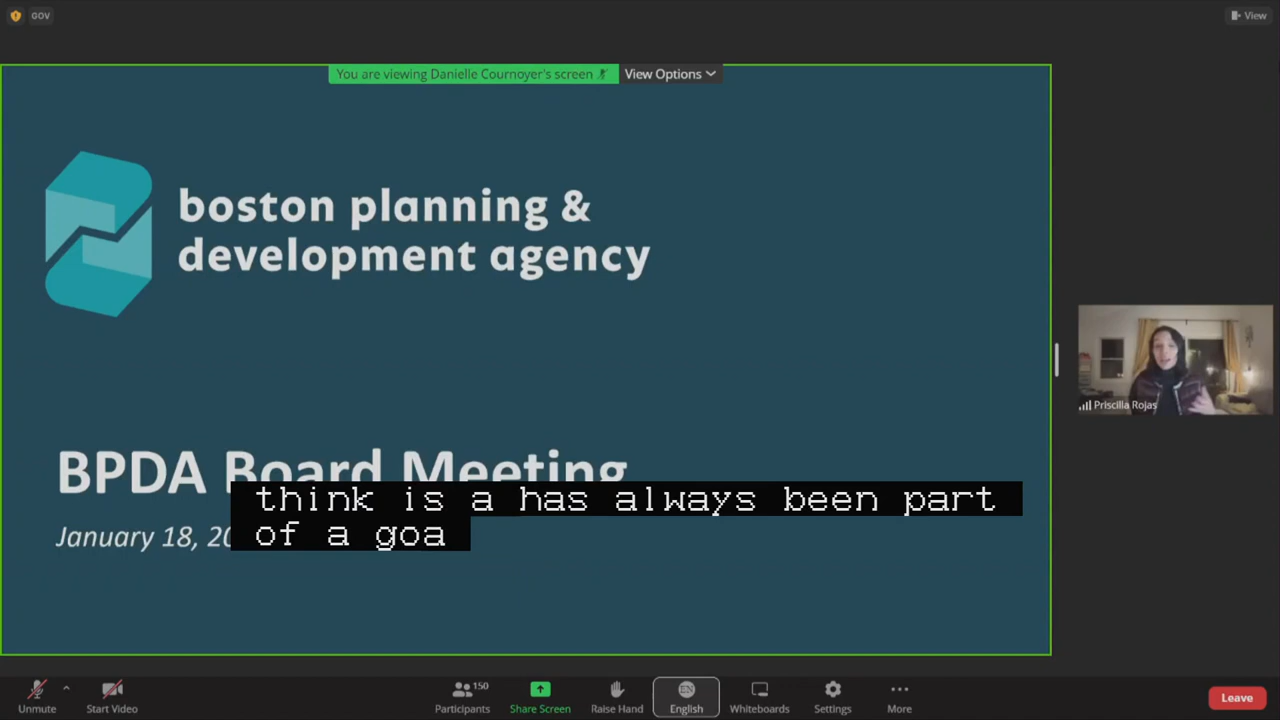 GOV
View
You are viewing Danielle Cournoyer's screen
View Options
boston planning &
development agency
Priscilla Rojas
BPDA Board Meeting
think is a has always been part
January 18, 20
of a goa
Unmute
Start Video
150
Participants
Share Screen
Raise Hand
EN
English
Whiteboards
Settings
More
Leave